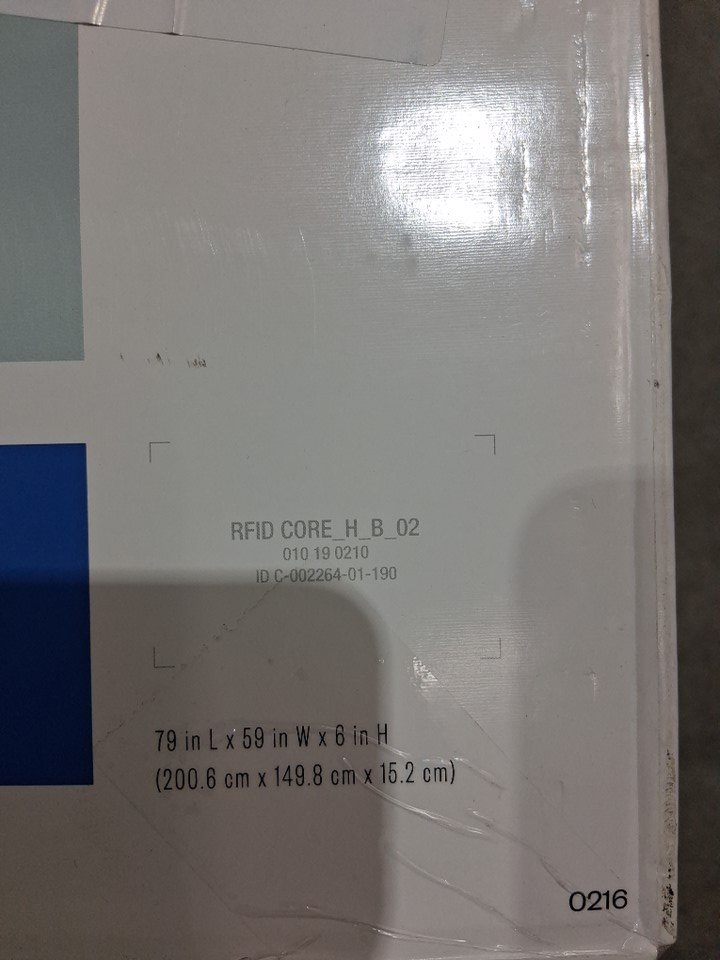 RFID CORE_H_B_02
010 19 0210
ID C-002264-01-190
79 in L x 59 in W x 6 in H
(200.6 cm x 149.8 cm x 15.2 cm)
0216